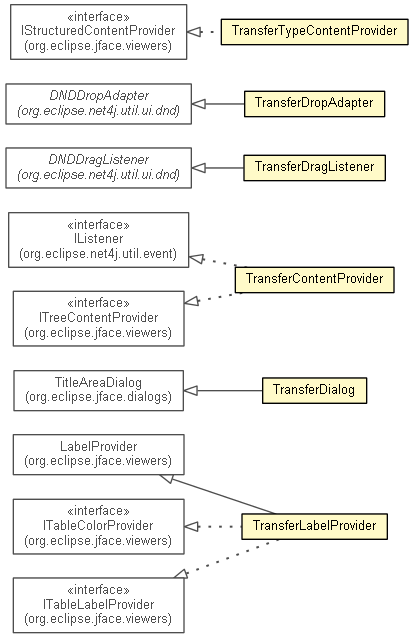 «interface»
IStructuredContentProvider
(org.eclipse.jface.viewers)
TransferTypeContentProvider
DNDDropAdapter
(org.eclipse.net4j.util.ui.dnd)
TransferDropAdapter
DNDDragListener
(org.eclipse.net4j.util.ui.dnd)
TransferDragListener
«interface»
IListener
(org.eclipse.net4j.util.event)
TransferContentProvider
«interface»
ITreeContentProvider
(org.eclipse.jface.viewers)
TitleAreaDialog
(org.eclipse.jface.dialogs)
TransferDialog
LabelProvider
(org.eclipse.jface.viewers)
«interface»
ITableColorProvider
(org.eclipse.jface.viewers)
TransferLabelProvider
«interface»
ITableLabelProvider
(org.eclipse.jface.viewers)